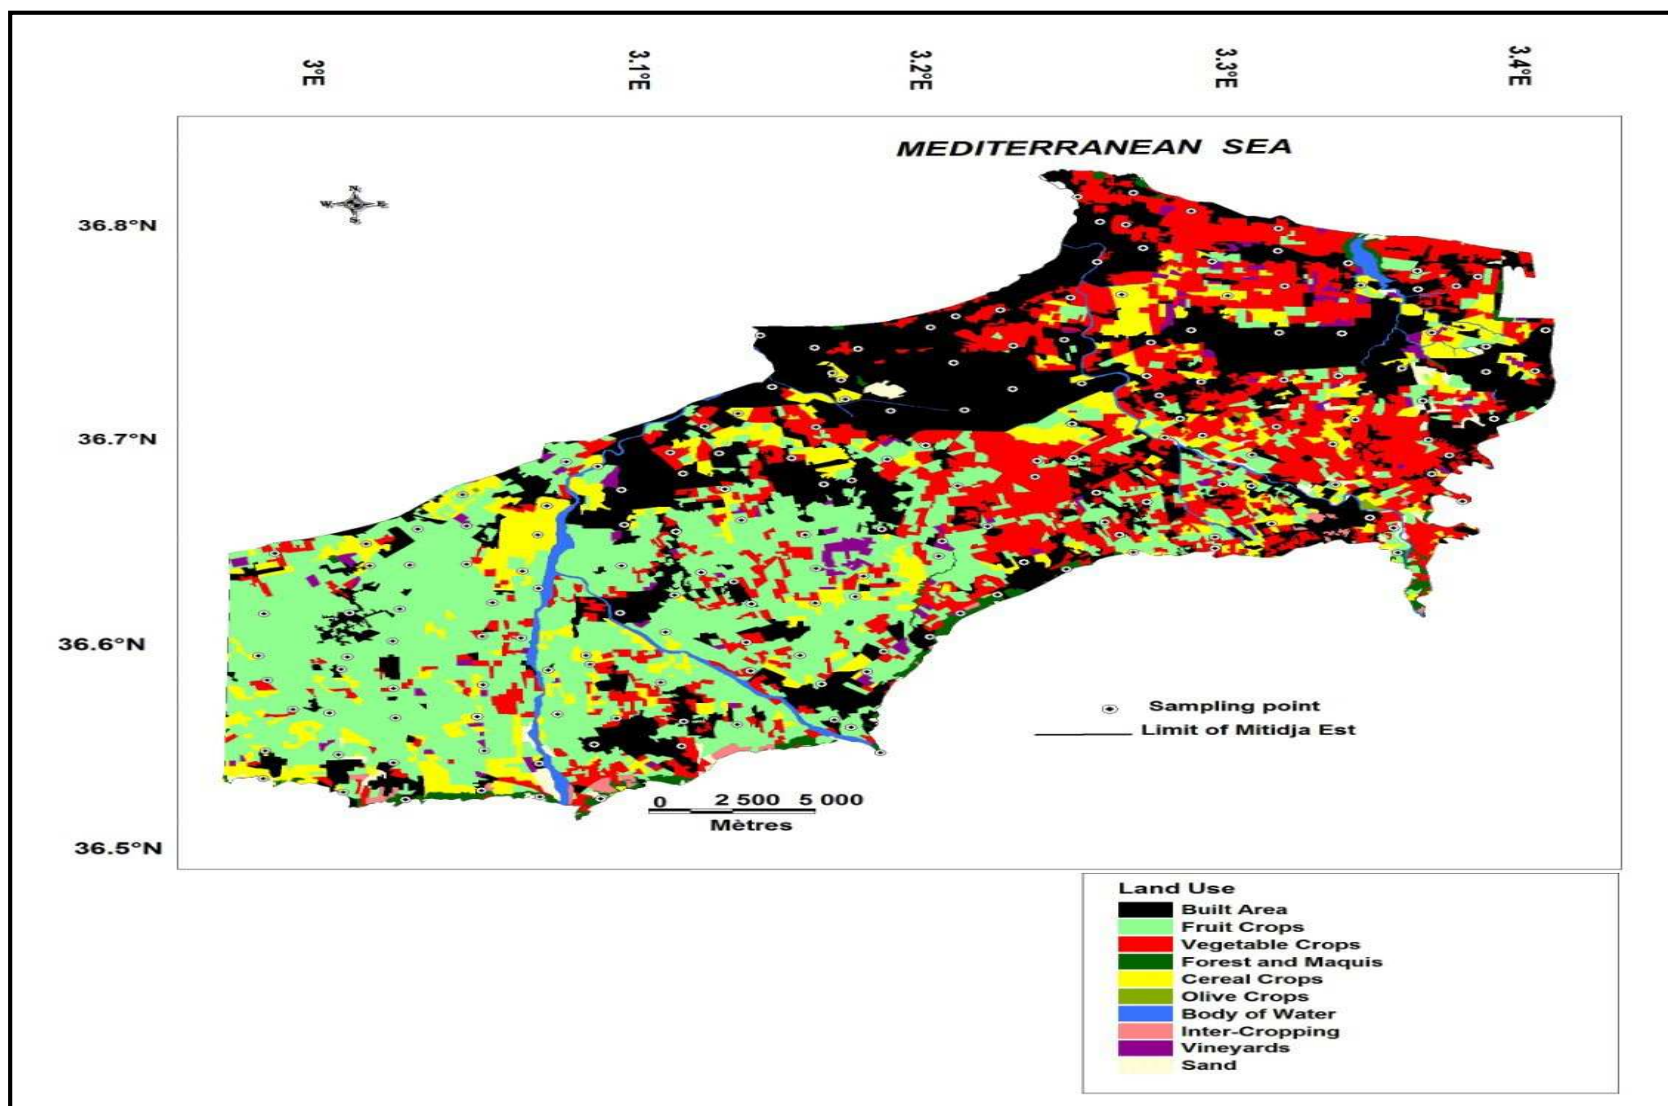 3°E 3.1°E 3.2°E 3.3°E 3.4°E
MEDITERRANEAN SEA
N
W E
S
36.8°N
36.7°N
36.6°N
36.5°N
Sampling point
Limit of Mitidja Est
0 2 500 5 000
Mètres
Land Use
Built Area
Fruit Crops
Vegetable Crops
Forest and Maquis
Cereal Crops
Olive Crops
Body of Water
Inter-Cropping
Vineyards
Sand